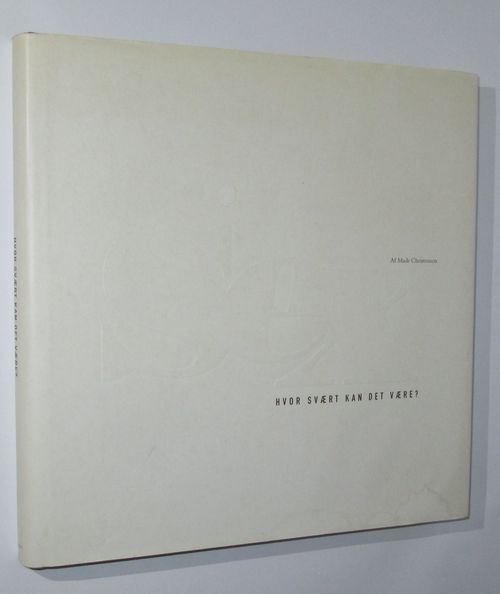 Af Mads Christensen
HVOR SVÆRT KAN DET VÆRE?
HVOR SVÆRT KAN DET VÆRE?